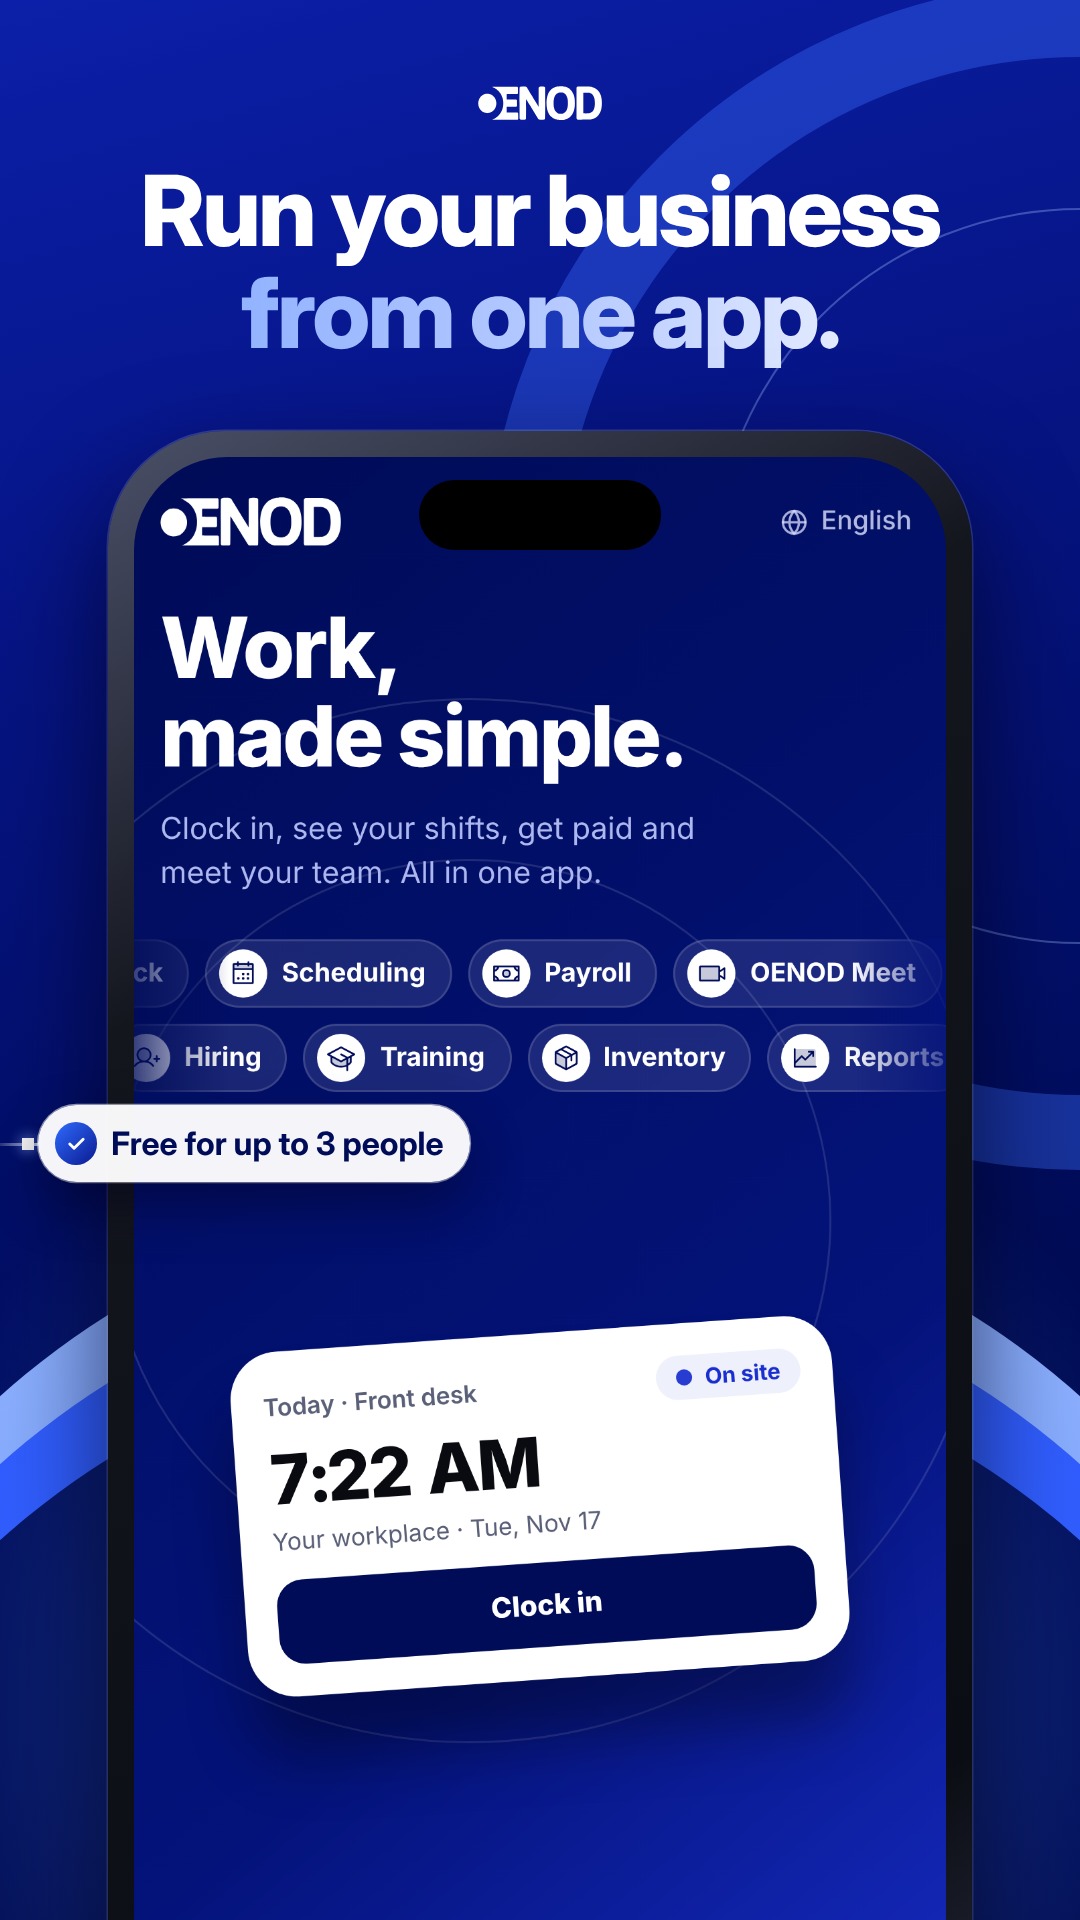 OENOD
Run your business
from one app.
OENOD
English
Work,
made simple.
Clock in, see your shifts, get paid and
meet your team. All in one app.
ck
Scheduling
Payroll
OENOD Meet
Hiring
Training
Inventory
Reports
Free for up to 3 people
Today · Front desk
On site
7:22 AM
Your workplace · Tue, Nov 17
Clock in